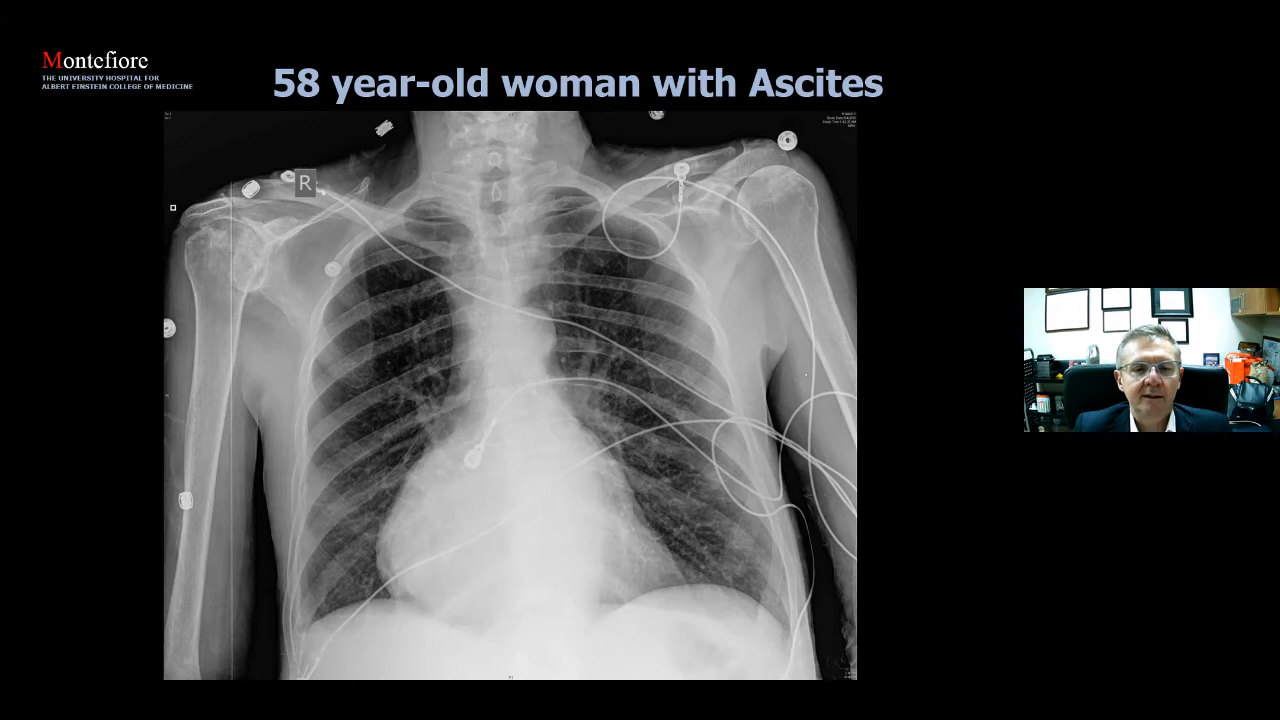 Montefiore
THE UNIVERSITY HOSPITAL FOR
ALBERT EINSTEIN COLLEGE OF MEDICINE
58 year-old woman with Ascites
R